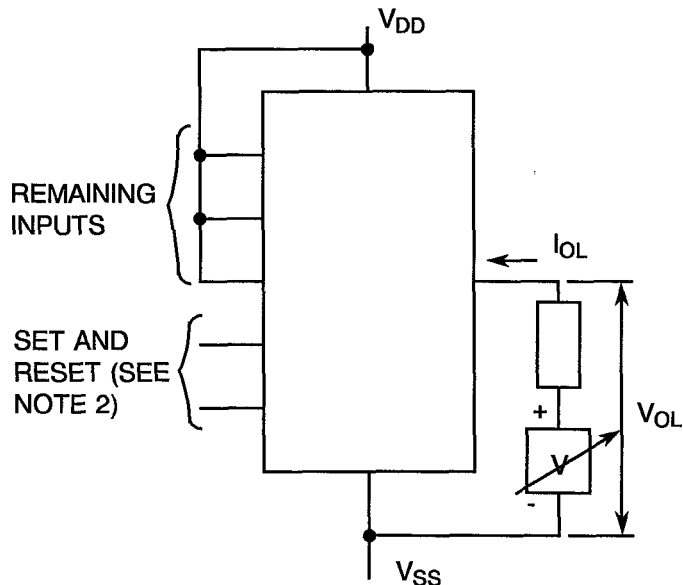 VDD
REMAINING
INPUTS
IOL
SET AND
RESET (SEE
NOTE 2)
+
V
-
VOL
VSS